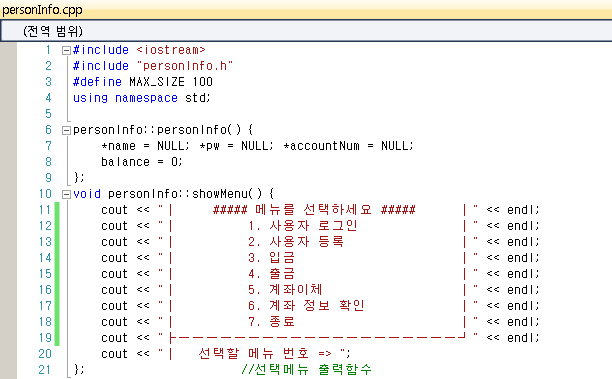 personInfo.cpp
(전역 범위)
1 #include <iostream>
2 #include "personInfo.h"
3 #define MAX_SIZE 100
4 using namespace std;
5
6 personInfo::personInfo() {
7 *name = NULL; *pw = NULL; *accountNum = NULL;
8 balance = 0;
9 };
10 void personInfo::showMenu() {
11 cout << "│ ##### 메뉴를 선택하세요 ##### │" << endl;
12 cout << "│ 1. 사용자 로그인 │" << endl;
13 cout << "│ 2. 사용자 등록 │" << endl;
14 cout << "│ 3. 입금 │" << endl;
15 cout << "│ 4. 출금 │" << endl;
16 cout << "│ 5. 계좌이체 │" << endl;
17 cout << "│ 6. 계좌 정보 확인 │" << endl;
18 cout << "│ 7. 종료 │" << endl;
19 cout << "├─────────────────────────┘" << endl;
20 cout << "│ 선택할 메뉴 번호 => ";
21 }; //선택메뉴 출력함수